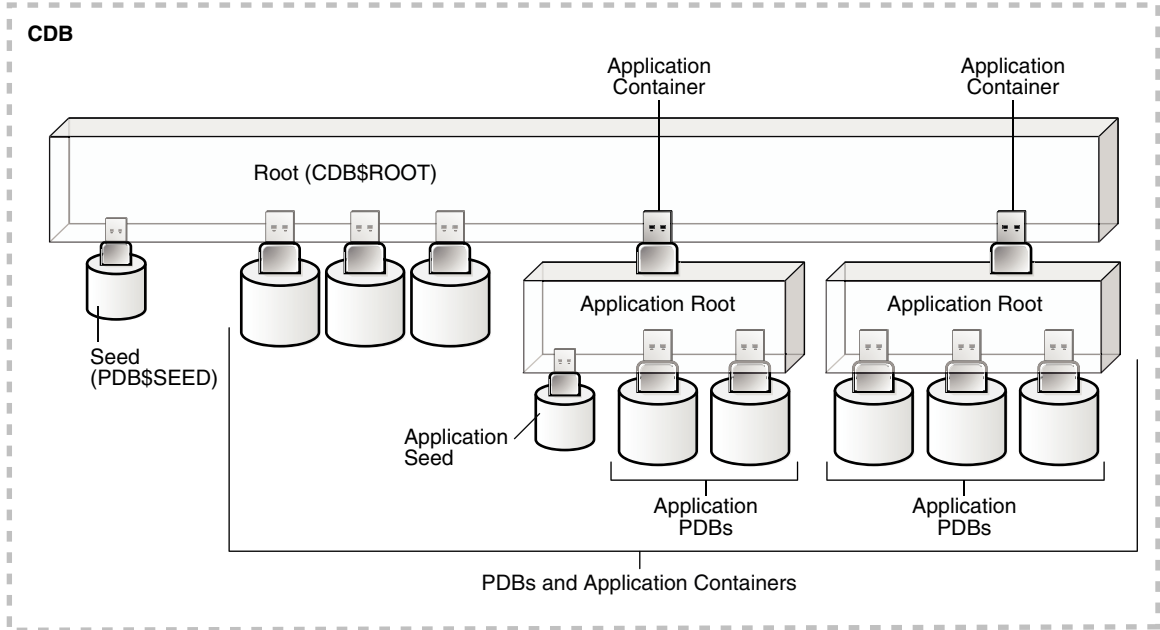 CDB
Application
Container
Application
Container
Root (CDB$ROOT)
Application Root
Application Root
Seed
(PDB$SEED)
Application
Seed
Application
PDBs
Application
PDBs
PDBs and Application Containers